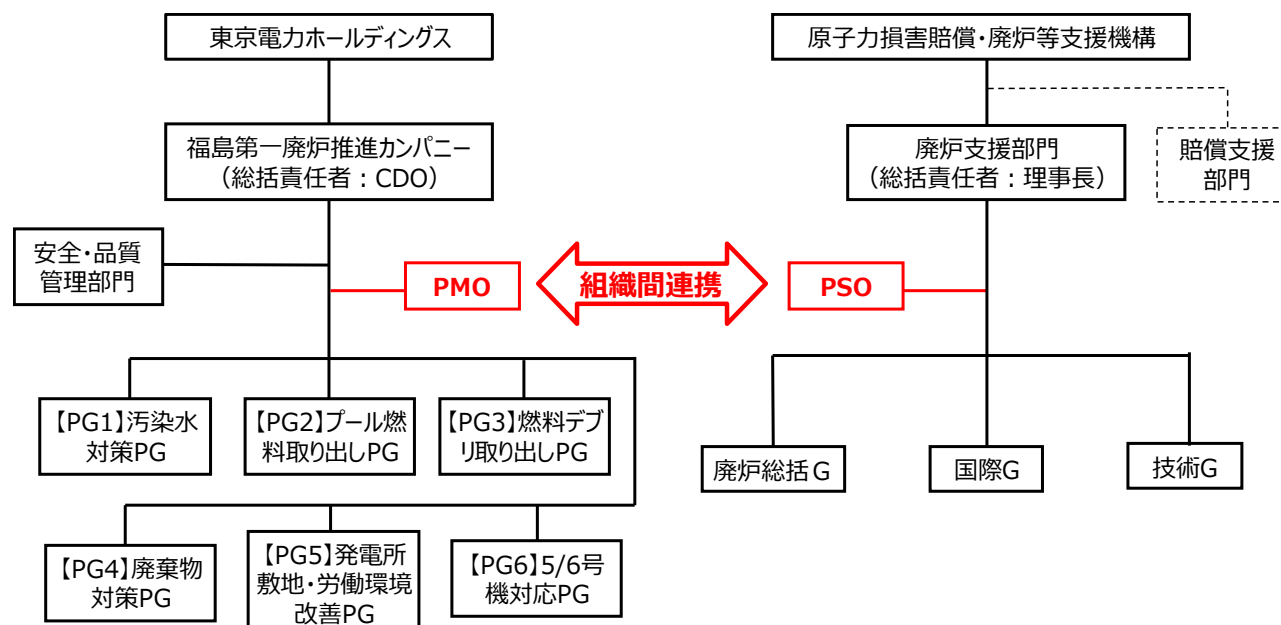 東京電力ホールディングス
原子力損害賠償・廃炉等支援機構
福島第一廃炉推進カンパニー
（総括責任者：CDO）
廃炉支援部門
（総括責任者：理事長）
賠償支援
部門
安全・品質
管理部門
PMO
組織間連携
PSO
【PG1】汚染水
対策PG
【PG2】プール燃
料取り出しPG
【PG3】燃料デブ
リ取り出しPG
廃炉総括G
国際G
技術G
【PG4】廃棄物
対策PG
【PG5】発電所
敷地・労働環境
改善PG
【PG6】5/6号
機対応PG